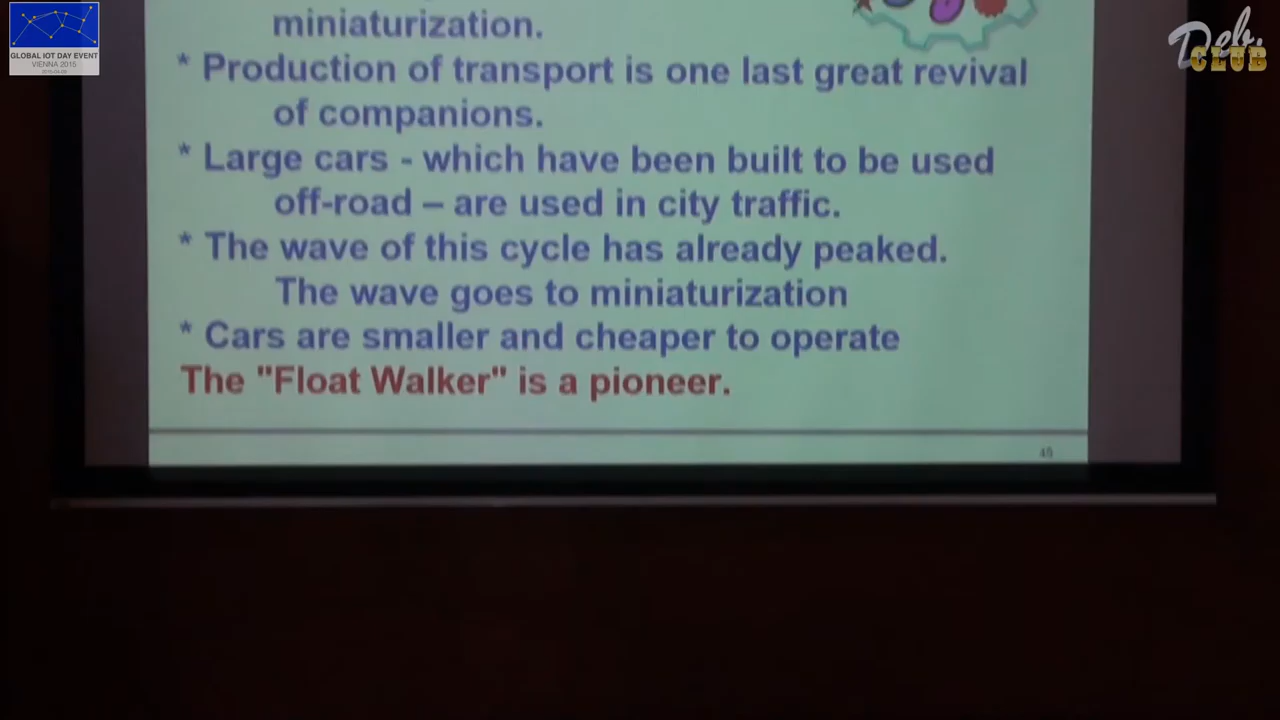 miniaturization.
* Production of transport is one last great revival
of companions.
* Large cars - which have been built to be used
off-road – are used in city traffic.
* The wave of this cycle has already peaked.
The wave goes to miniaturization
* Cars are smaller and cheaper to operate
The "Float Walker" is a pioneer.
GLOBAL IOT DAY EVENT
VIENNA 2015
Deb.
CLUB